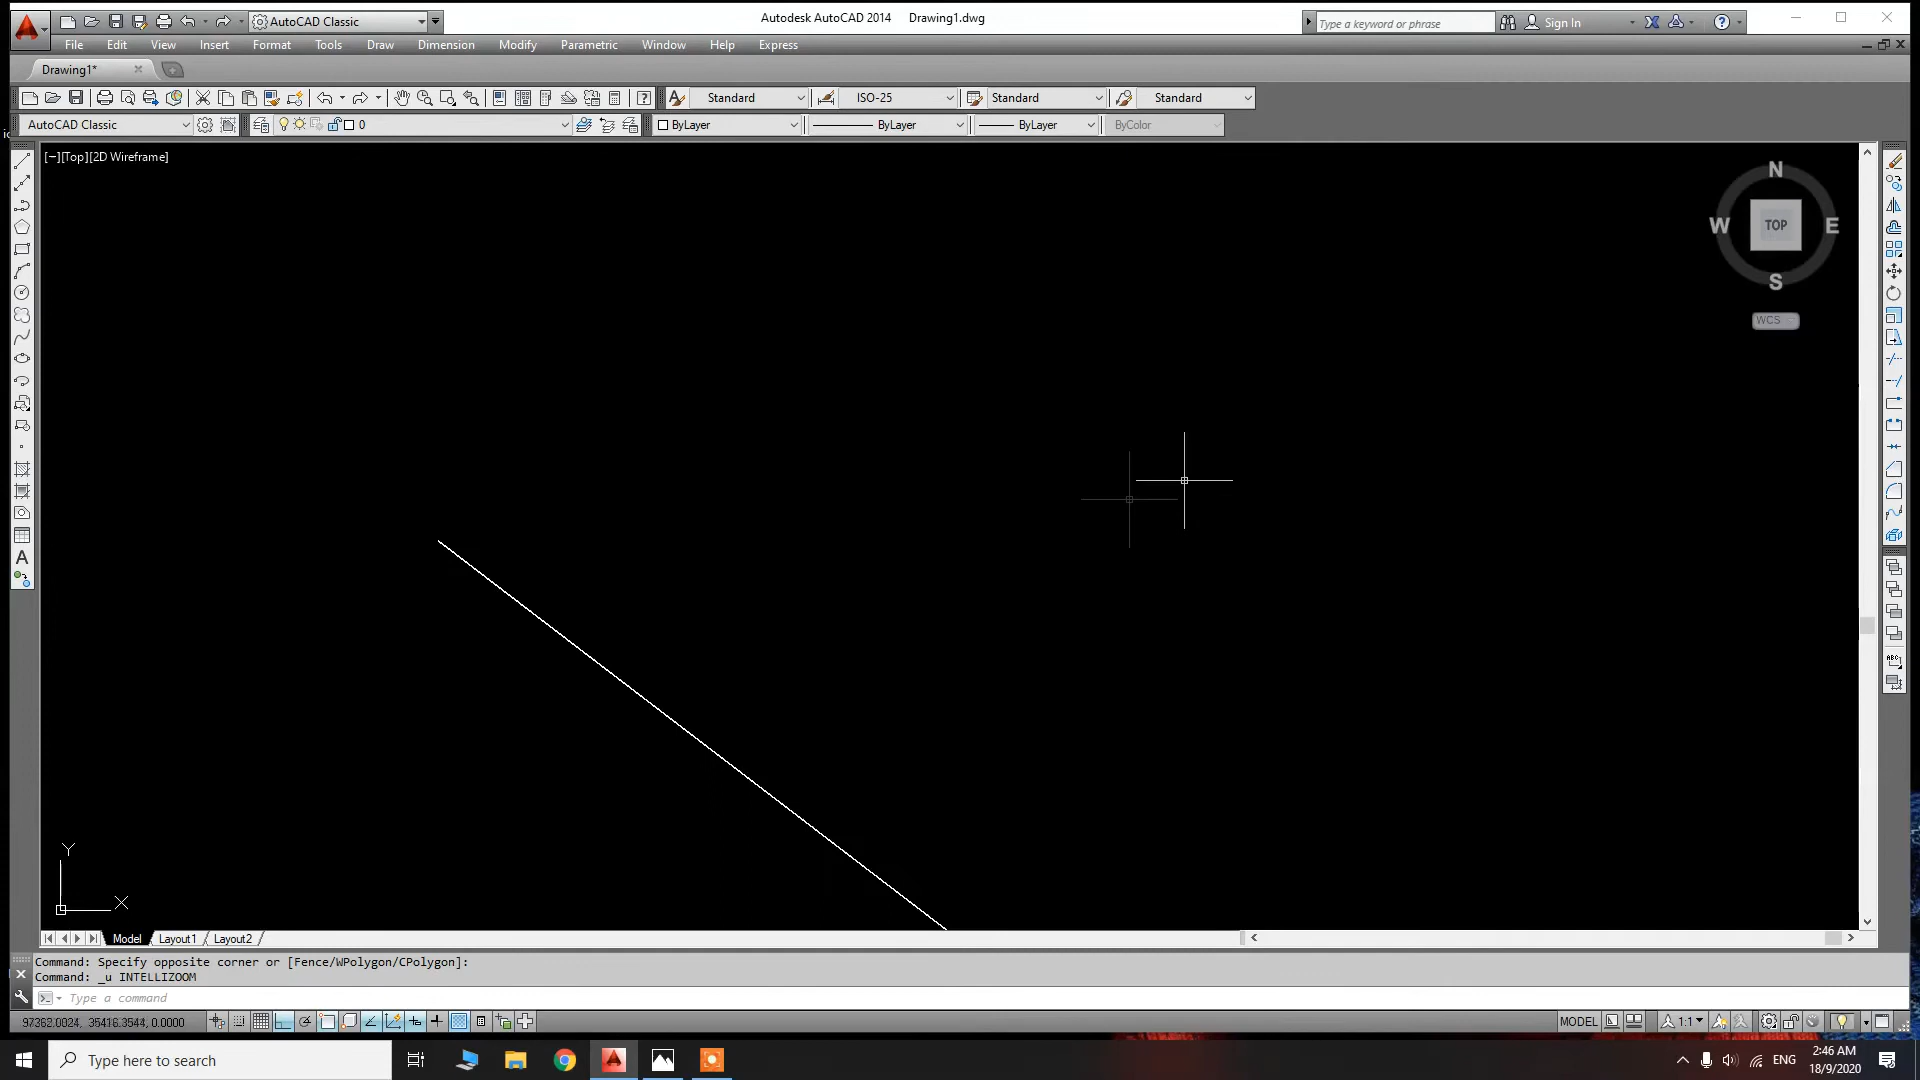 AutoCAD Classic
Autodesk AutoCAD 2014 Drawing1.dwg
Type a keyword or phrase
Sign In
File Edit View Insert Format Tools Draw Dimension Modify Parametric Window Help Express
Drawing1*
Standard
ISO-25
Standard
Standard
AutoCAD Classic
0
ByLayer
ByLayer
ByLayer
ByColor
[−][Top][2D Wireframe]
N
W
TOP
E
S
WCS
A
Y
X
Model Layout1 Layout2
Command: Specify opposite corner or [Fence/WPolygon/CPolygon]:
Command: _u INTELLIZOOM
Type a command
97362.0024, 35416.3544, 0.0000
MODEL
1:1
Type here to search
ENG
2:46 AM
18/9/2020